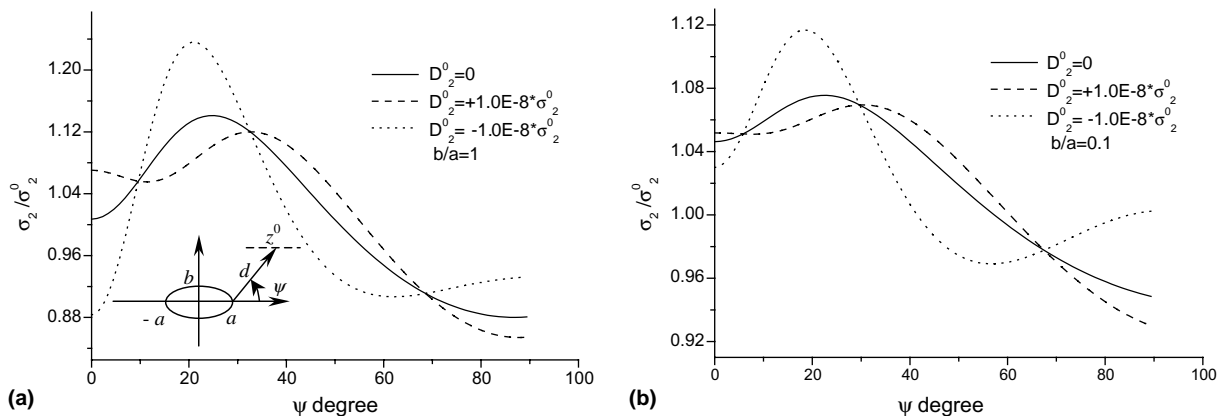 1.20
1.12
1.04
0.96
0.88
σ₂ /σ⁰₂
D⁰₂=0
D⁰₂=+1.0E-8*σ⁰₂
D⁰₂= -1.0E-8*σ⁰₂
b/a=1
z⁰
b
d
ψ
- a
a
0 20 40 60 80 100
(a)
ψ degree
1.12
1.08
1.04
1.00
0.96
0.92
σ₂ /σ⁰₂
D⁰₂=0
D⁰₂=+1.0E-8*σ⁰₂
D⁰₂= -1.0E-8*σ⁰₂
b/a=0.1
0 20 40 60 80 100
(b)
ψ degree